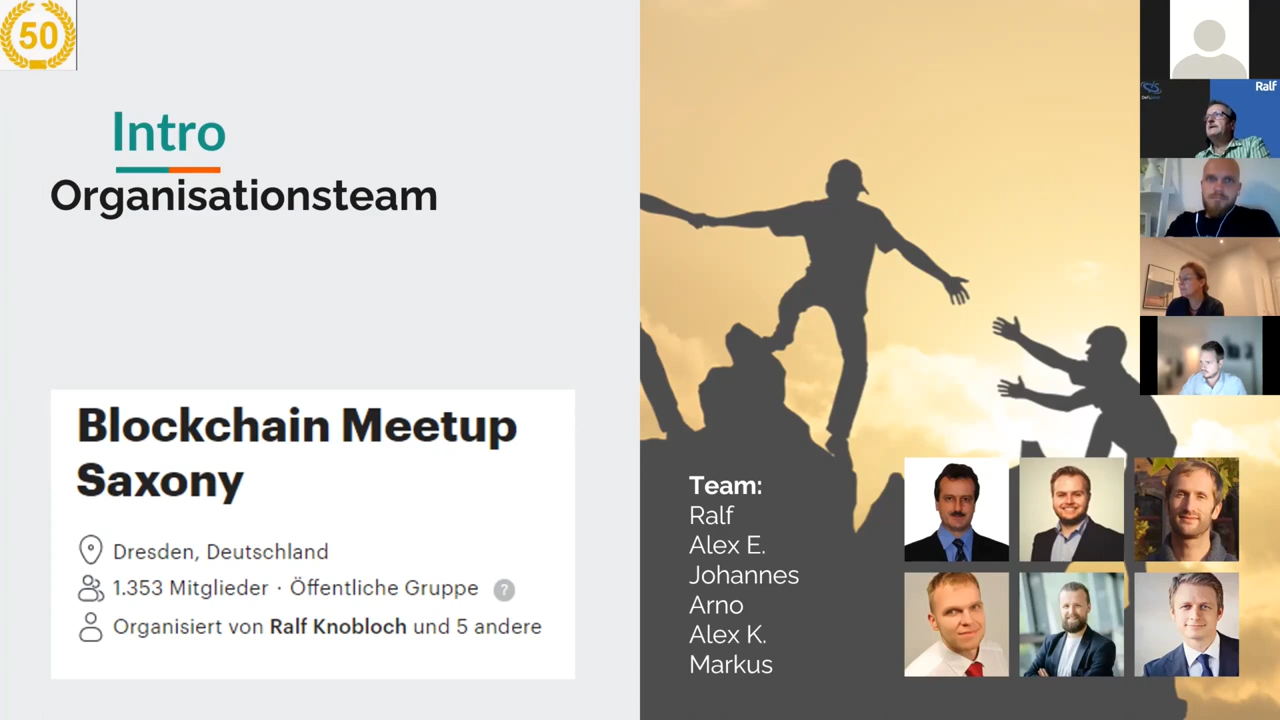 50
Intro
Organisationsteam
Blockchain Meetup
Saxony
Dresden, Deutschland
1.353 Mitglieder · Öffentliche Gruppe ?
Organisiert von Ralf Knobloch und 5 andere
Team:
Ralf
Alex E.
Johannes
Arno
Alex K.
Markus
Ralf